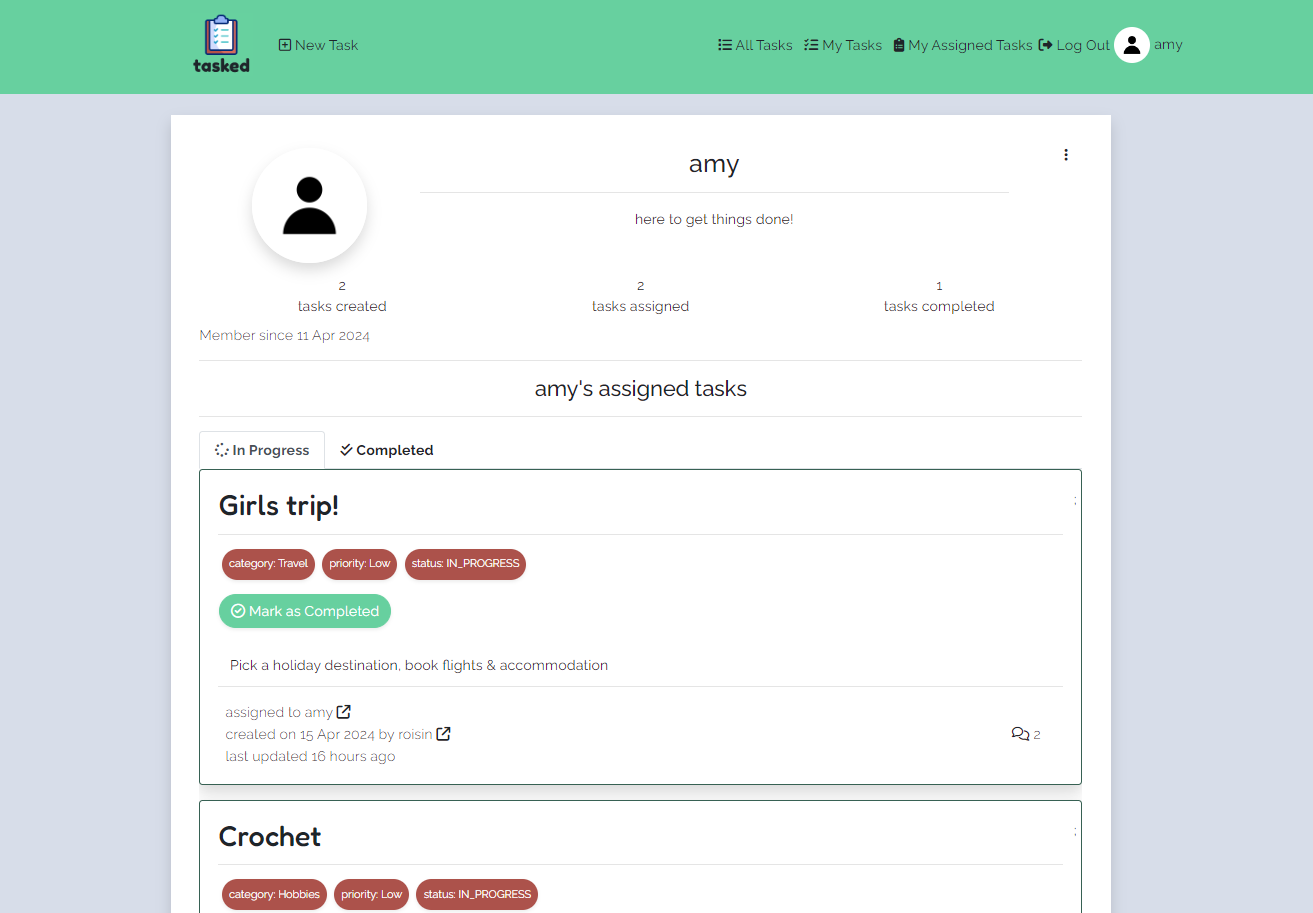 tasked
New Task
All Tasks
My Tasks
My Assigned Tasks
Log Out
amy
amy
here to get things done!
2
tasks created
2
tasks assigned
1
tasks completed
Member since 11 Apr 2024
amy's assigned tasks
In Progress
Completed
Girls trip!
category: Travel
priority: Low
status: IN_PROGRESS
Mark as Completed
Pick a holiday destination, book flights & accommodation
assigned to amy
created on 15 Apr 2024 by roisin
2
last updated 16 hours ago
Crochet
category: Hobbies
priority: Low
status: IN_PROGRESS